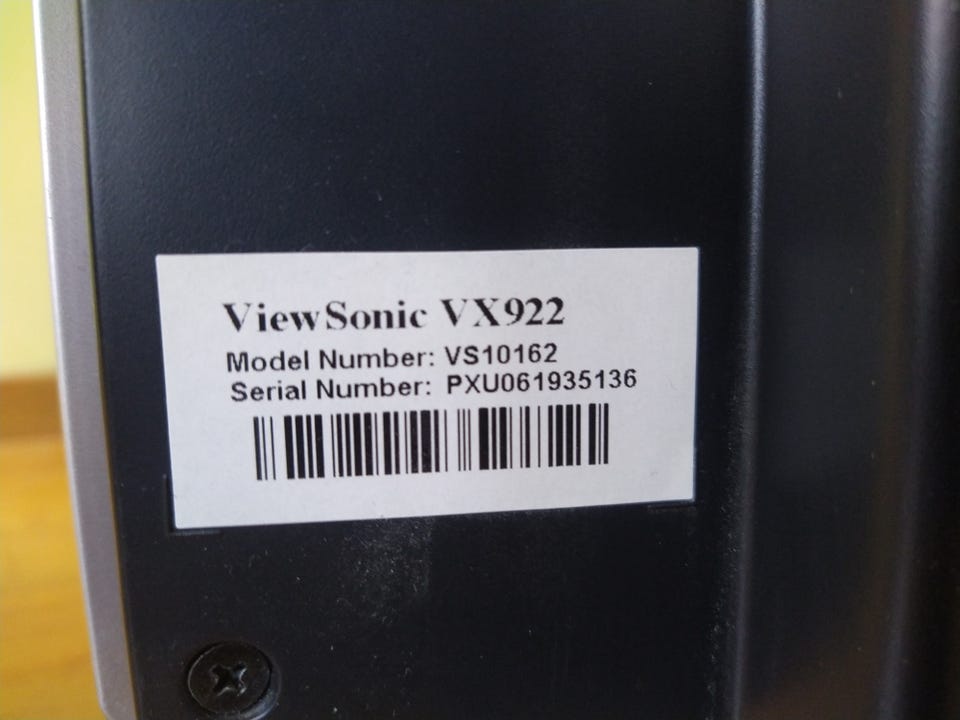 ViewSonic VX922
Model Number: VS10162
Serial Number: PXU061935136